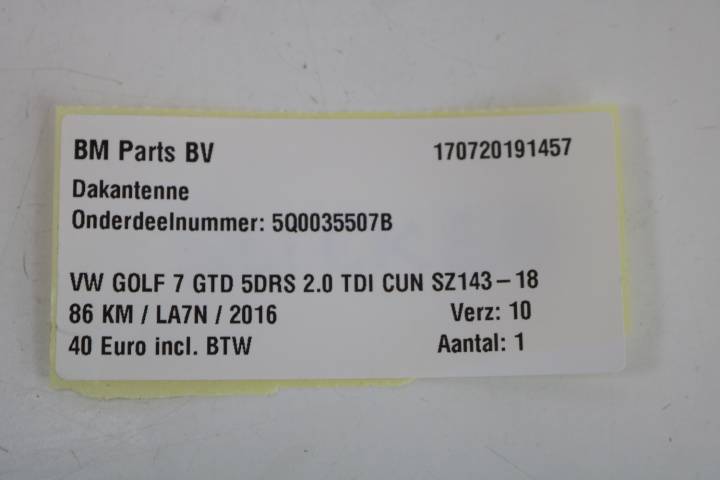 BM Parts BV 170720191457
Dakantenne
Onderdeelnummer: 5Q0035507B
VW GOLF 7 GTD 5DRS 2.0 TDI CUN SZ143-18
86 KM / LA7N / 2016 Verz: 10
40 Euro incl. BTW Aantal: 1